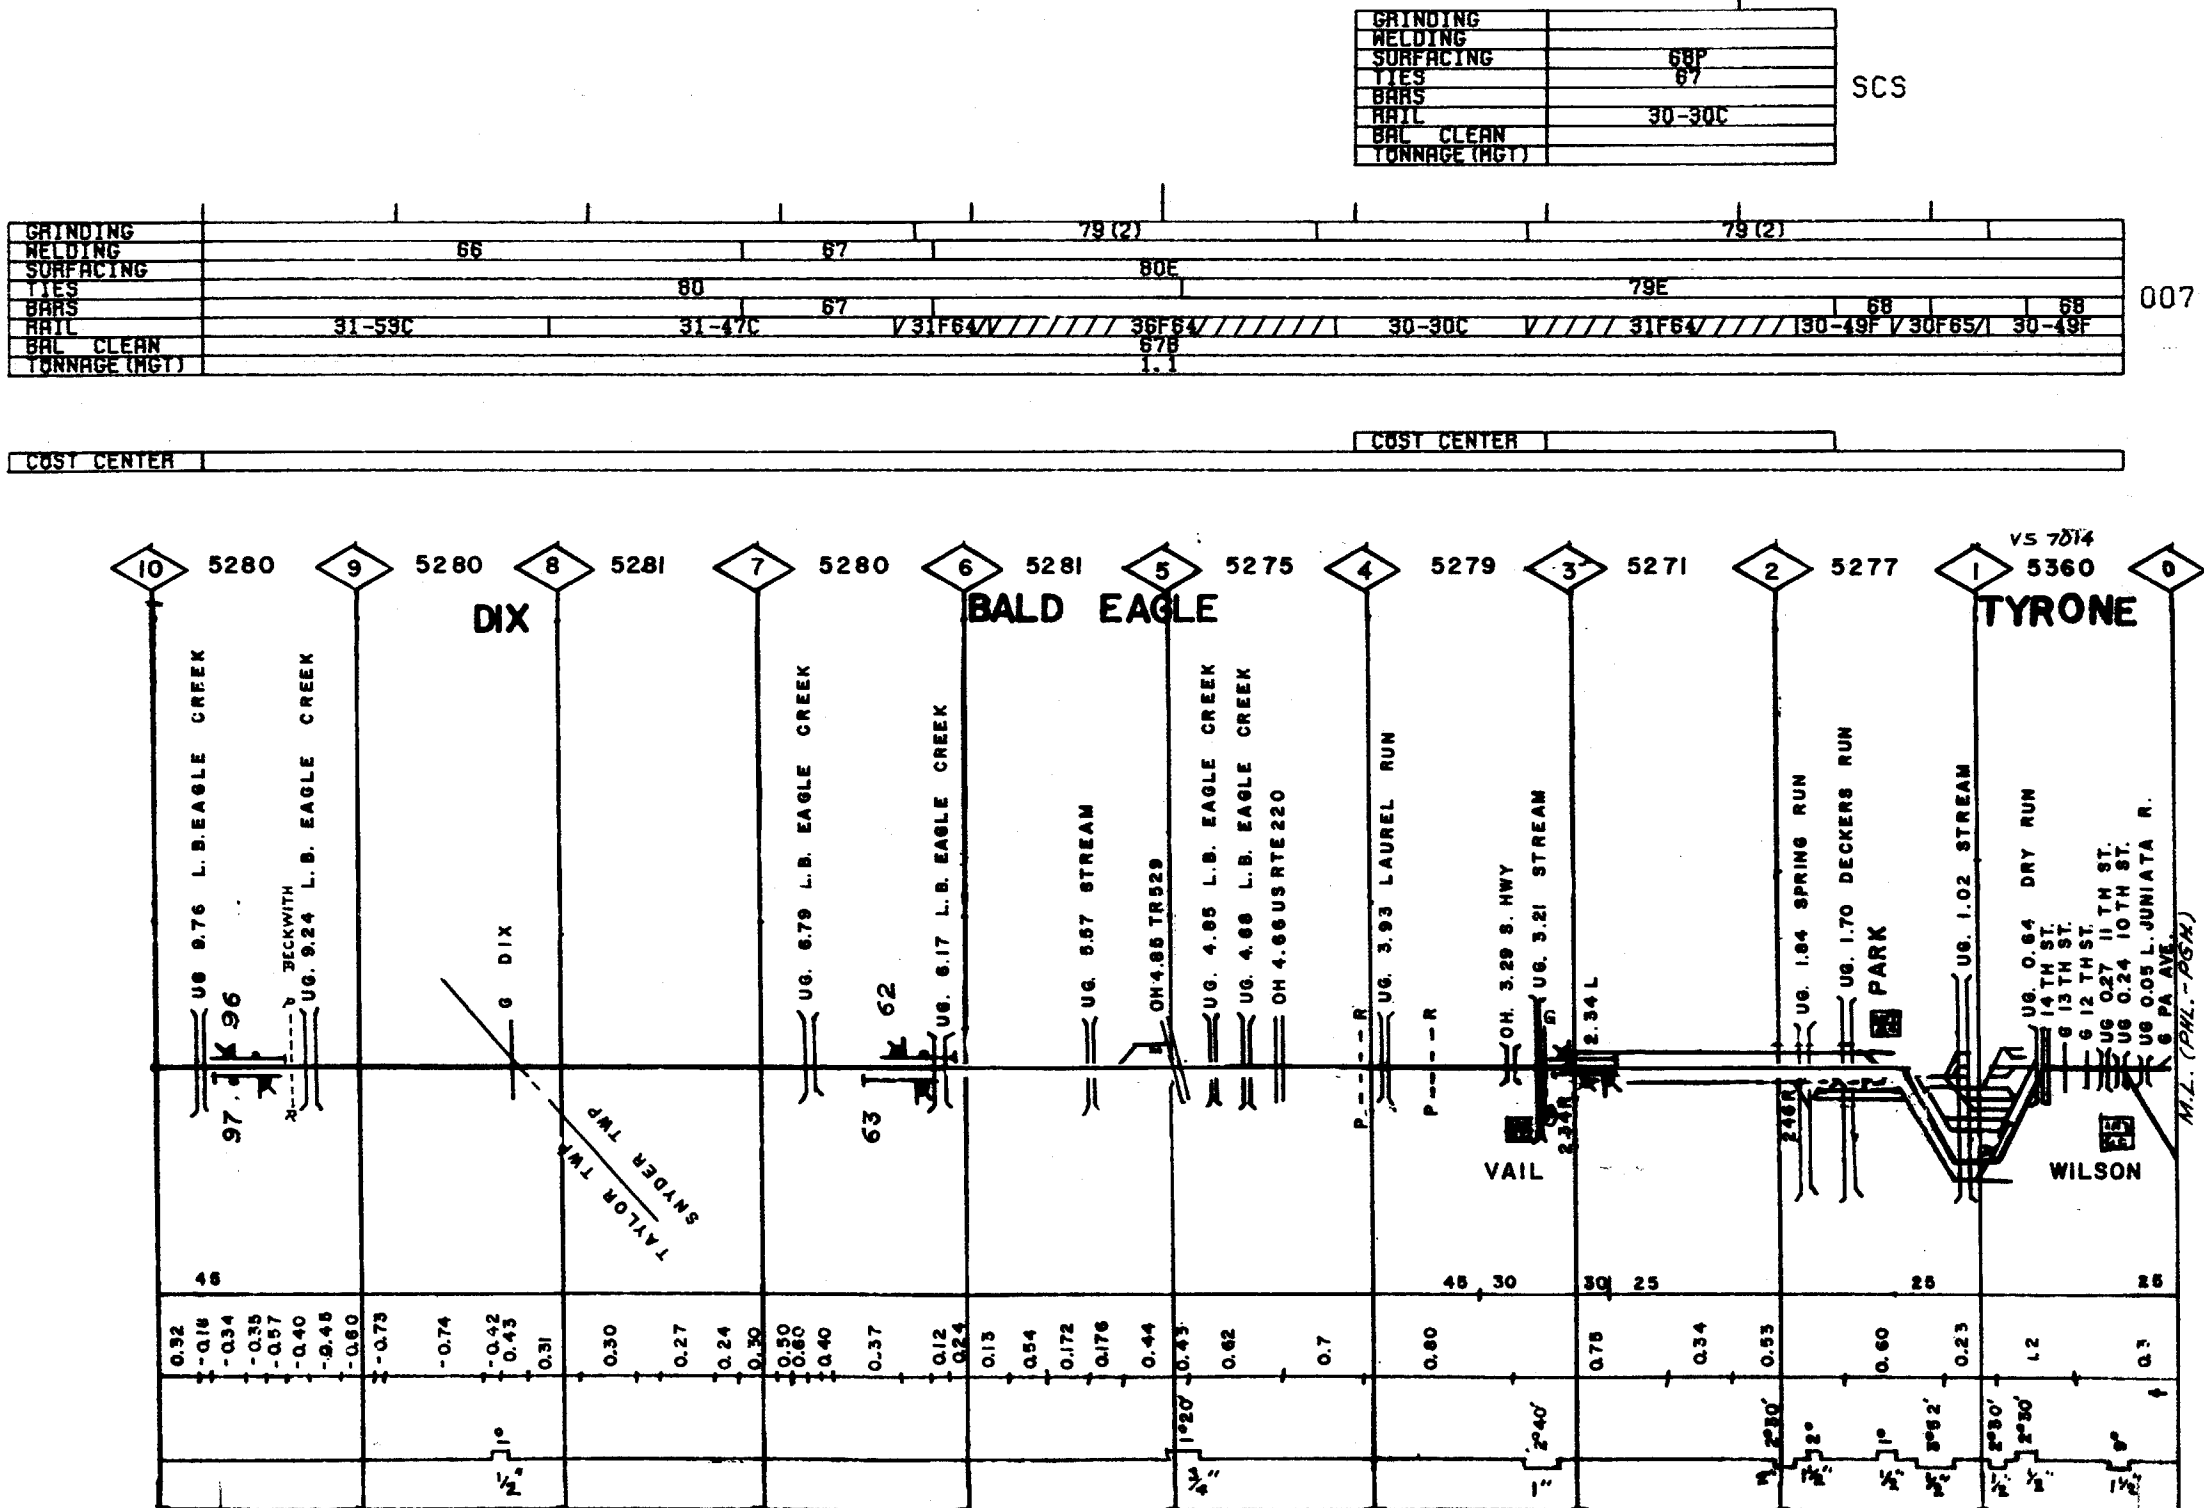 GRINDING
WELDING
SURFACING 68P
TIES 67
BARS
RAIL 30-30C
BAL CLEAN
TONNAGE (MGT)
SCS
GRINDING 79 (2) 79 (2)
WELDING 66 67
SURFACING 80E
TIES 80 79E
BARS 67 68 68
RAIL 31-59C 31-47C 31F64 36F64 30-30C 31F64 30-49F 30F65 30-49F
BAL CLEAN 67B
TONNAGE (MGT) 1.1
007
COST CENTER
COST CENTER
VS 7014
10 5280 9 5280 8 5281 7 5280 6 5281 5 5275 4 5279 3 5271 2 5277 1 5360 0
DIX BALD EAGLE TYRONE
UG 9.76 L.B. EAGLE CREEK
96
97
BECKWITH
R
UG. 9.24 L.B. EAGLE CREEK
G DIX
TAYLOR TWP
SNYDER TWP
UG. 6.79 L.B. EAGLE CREEK
62
63
UG. 6.17 L.B. EAGLE CREEK
UG. 5.57 STREAM
OH 4.85 TR 529
UG. 4.85 L.B. EAGLE CREEK
UG. 4.68 L.B. EAGLE CREEK
OH 4.66 US RTE 220
P---R
UG. 3.93 LAUREL RUN
P---R
OH. 3.29 S. HWY
UG. 3.21 STREAM
2.34 L
2.34R
VAIL
246R
UG. 1.84 SPRING RUN
UG. 1.70 DECKERS RUN
PARK
UG. 1.02 STREAM
UG. 0.64 DRY RUN
14TH ST.
G 13TH ST.
G 12TH ST.
UG 0.27 11TH ST.
UG 0.24 10TH ST.
UG 0.05 L. JUNIATA R.
G PA AVE.
M.L. (PHL.-PGH.)
WILSON
45 45 30 30 25 25 25
0.32 -0.18 -0.34 -0.35 -0.57 -0.40 -0.45 -0.60 -0.73 -0.74 -0.42 0.43 0.31 0.30 0.27 0.24 0.30 0.50 0.60 0.40 0.37 0.12 0.24 0.13 0.54 0.172 0.176 0.44 0.43 0.62 0.7 0.80 0.75 0.34 0.53 0.60 0.23 1.2 0.3
1° 1°20' 2°40' 2°30' 2° 1° 3°52' 2°30' 2°30' 9°
1/2" 3/4" 1" 1/2" 1/2"